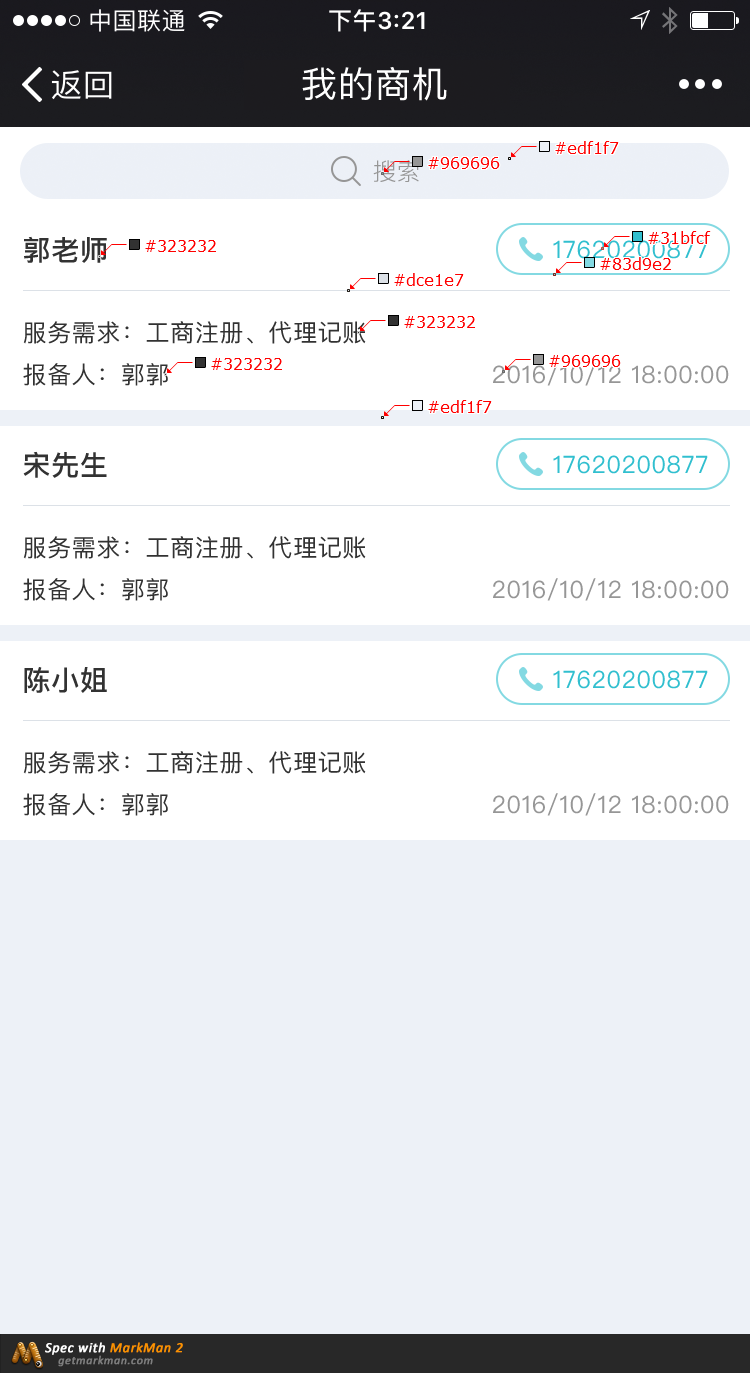 中国联通 下午3:21
返回 我的商机
搜索 #969696 #edf1f7
郭老师 #323232 17620200877 #31bfcf
#83d9e2
#dce1e7
服务需求：工商注册、代理记账 #323232
报备人：郭郭 #323232 2016/10/12 18:00:00 #969696
#edf1f7
宋先生 17620200877
服务需求：工商注册、代理记账
报备人：郭郭 2016/10/12 18:00:00
陈小姐 17620200877
服务需求：工商注册、代理记账
报备人：郭郭 2016/10/12 18:00:00
Spec with MarkMan 2
getmarkman.com